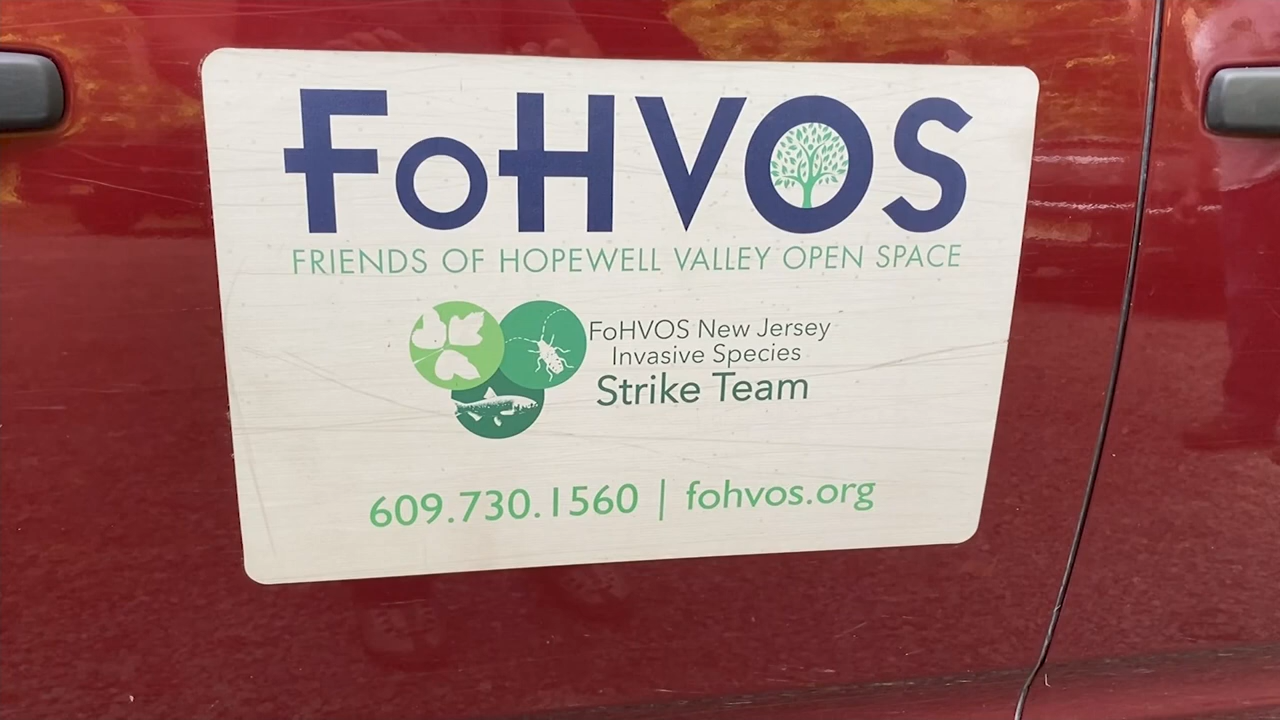 FoHVOS
FRIENDS OF HOPEWELL VALLEY OPEN SPACE
FoHVOS New Jersey
Invasive Species
Strike Team
609.730.1560 | fohvos.org